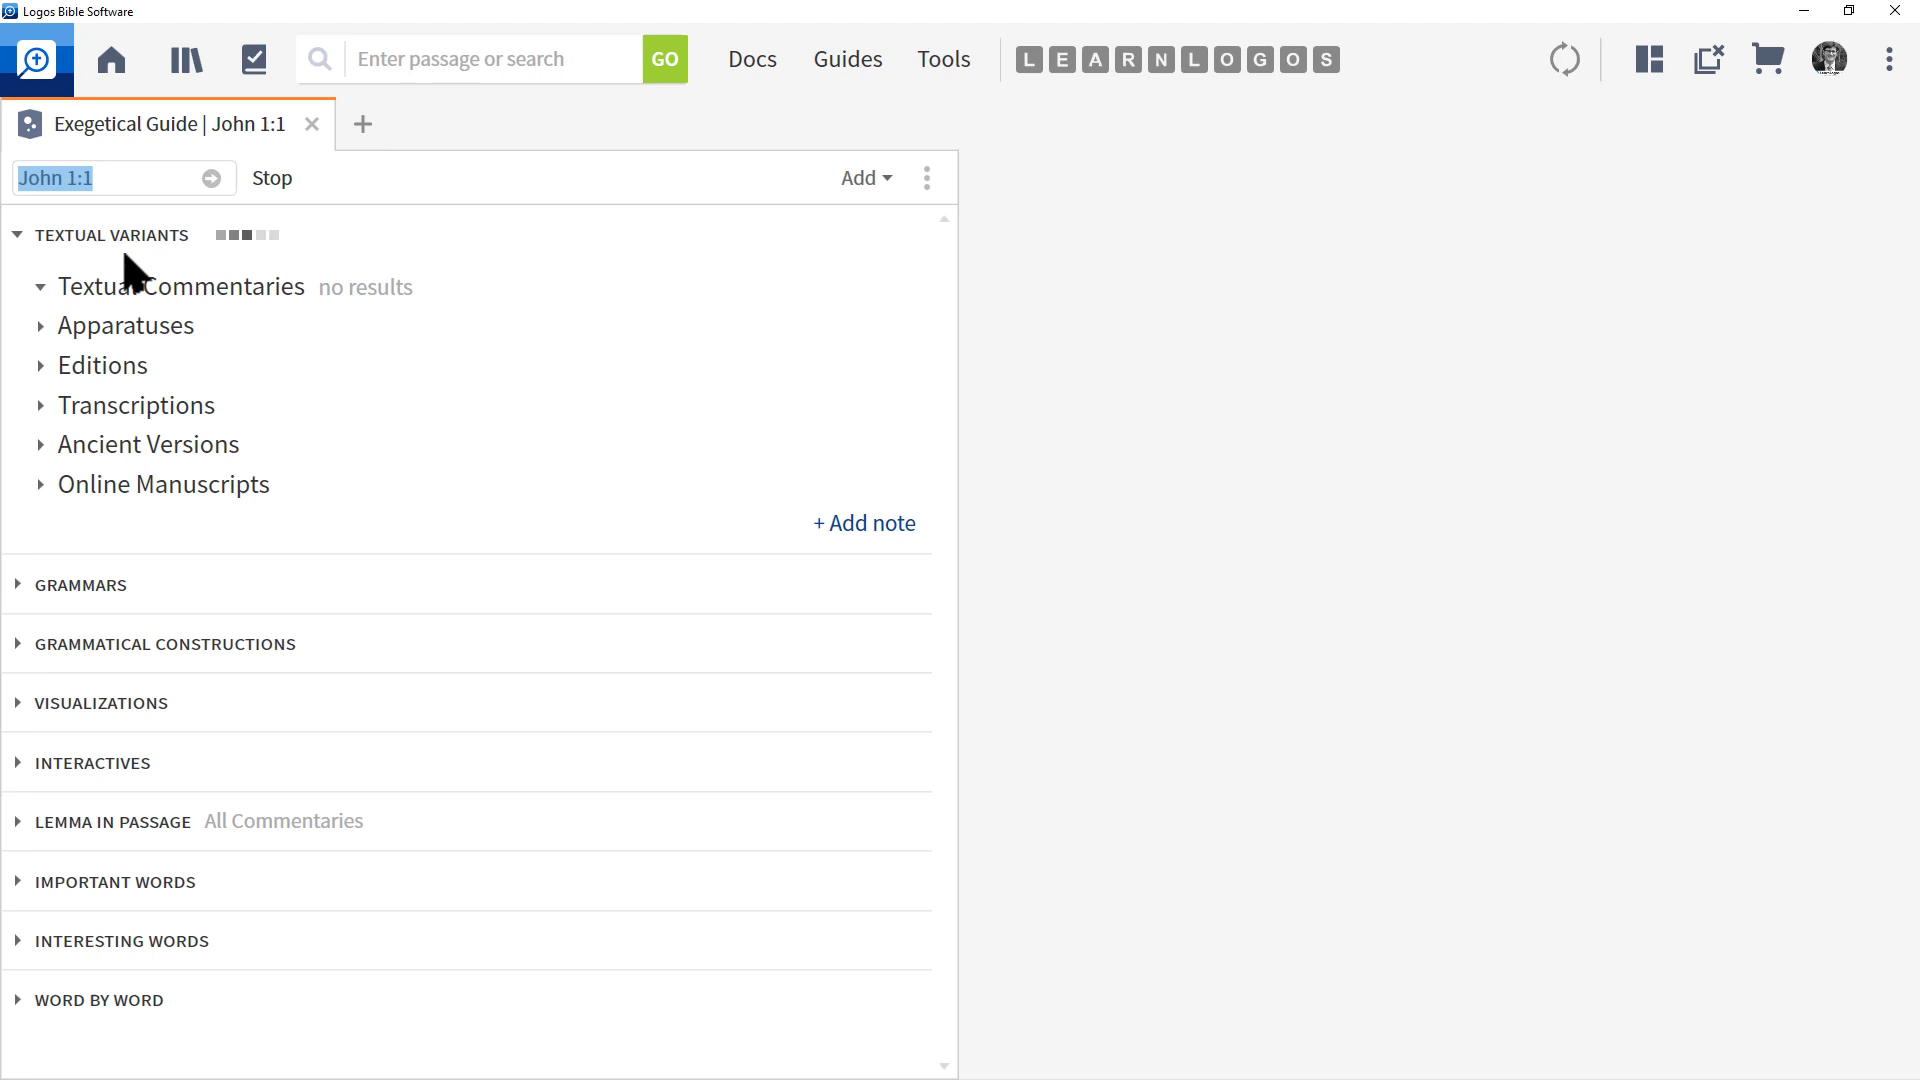 Logos Bible Software
Enter passage or search GO Docs Guides Tools L E A R N L O G O S
Exegetical Guide | John 1:1
John 1:1 Stop Add
TEXTUAL VARIANTS
Textual Commentaries no results
Apparatuses
Editions
Transcriptions
Ancient Versions
Online Manuscripts
+ Add note
GRAMMARS
GRAMMATICAL CONSTRUCTIONS
VISUALIZATIONS
INTERACTIVES
LEMMA IN PASSAGE All Commentaries
IMPORTANT WORDS
INTERESTING WORDS
WORD BY WORD